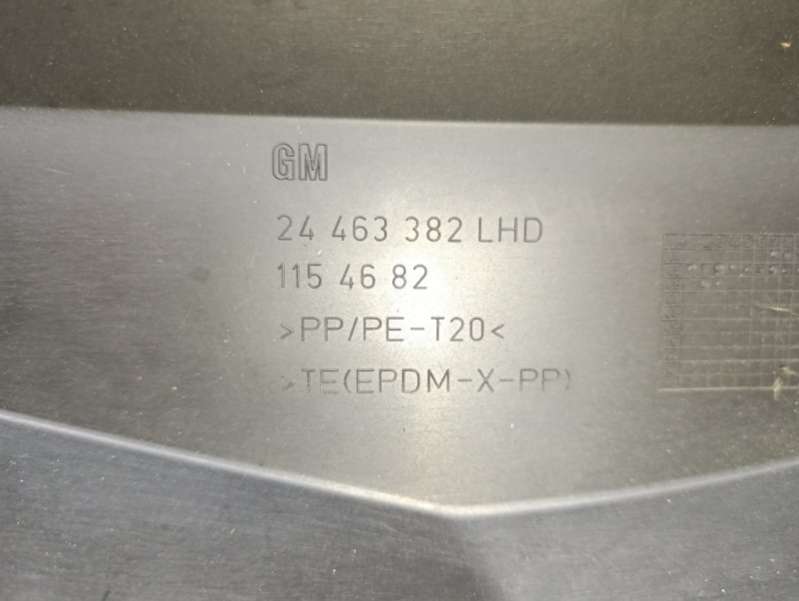 GM
24 463 382 LHD
115 46 82
>PP/PE-T20<
>TE(EPDM-X-PP)